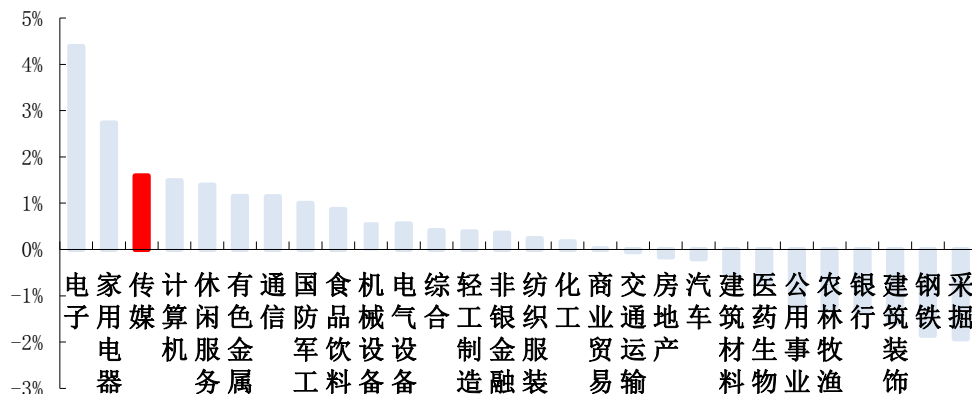 5%
4%
3%
2%
1%
0%
-1%
-2%
-3%
电子
家用电器
传媒
计算机
休闲服务
有色金属
通信
国防军工
食品饮料
机械设备
电气设备
综合
轻工制造
非银金融
纺织服装
化工
商业贸易
交通运输
房地产
汽车
建筑材料
医药生物
公用事业
农林牧渔
银行
建筑装饰
钢铁
采掘